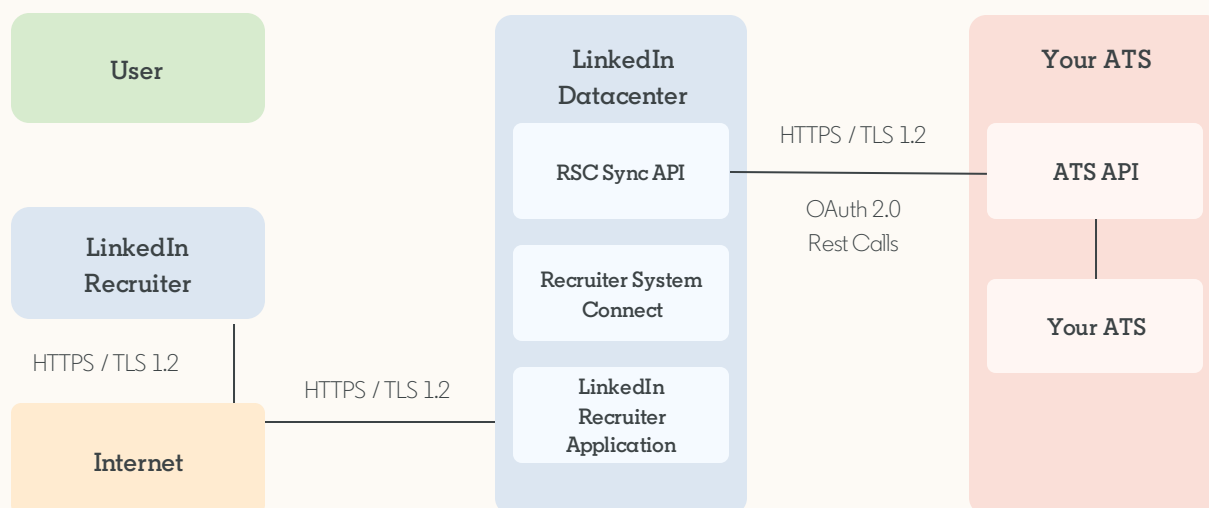 User
LinkedIn
Recruiter
HTTPS / TLS 1.2
Internet
HTTPS / TLS 1.2
LinkedIn
Datacenter
RSC Sync API
Recruiter System
Connect
LinkedIn
Recruiter
Application
HTTPS / TLS 1.2
OAuth 2.0
Rest Calls
Your ATS
ATS API
Your ATS